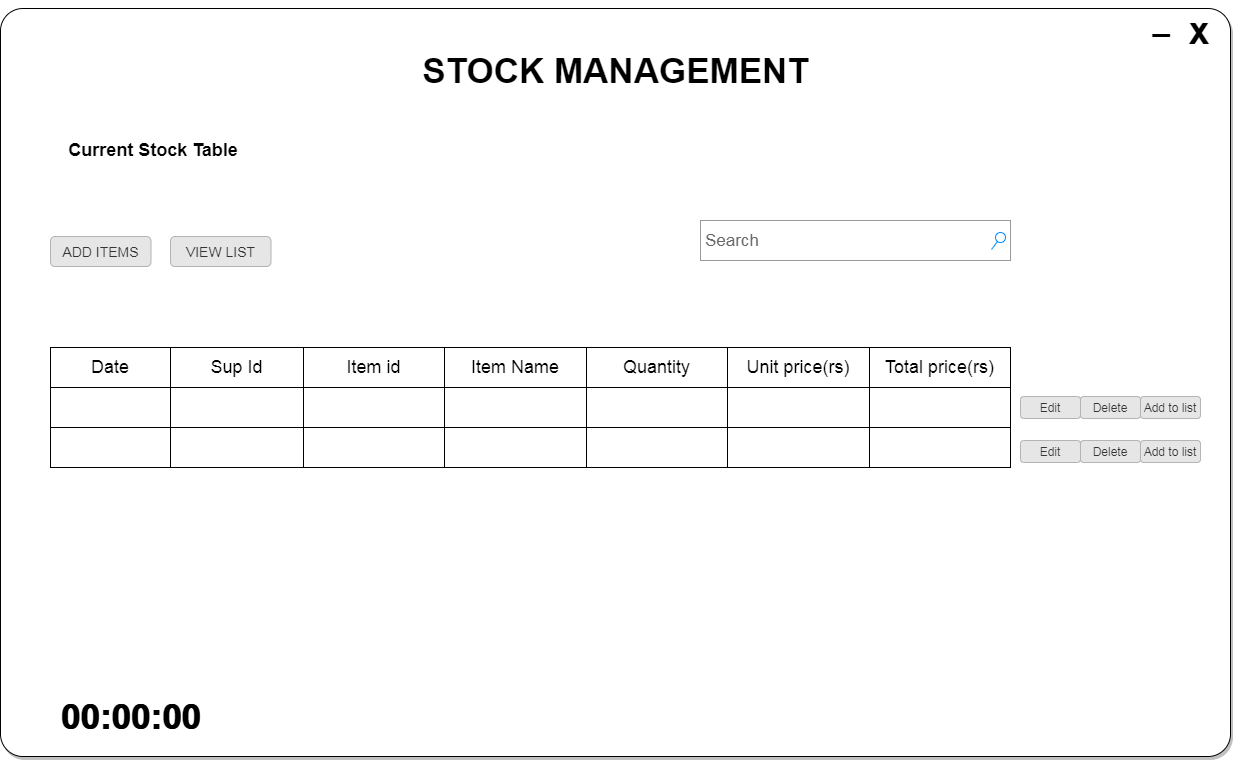 – X
STOCK MANAGEMENT
Current Stock Table
Search
ADD ITEMS VIEW LIST
Date Sup Id Item id Item Name Quantity Unit price(rs) Total price(rs)
Edit Delete Add to list
Edit Delete Add to list
00:00:00